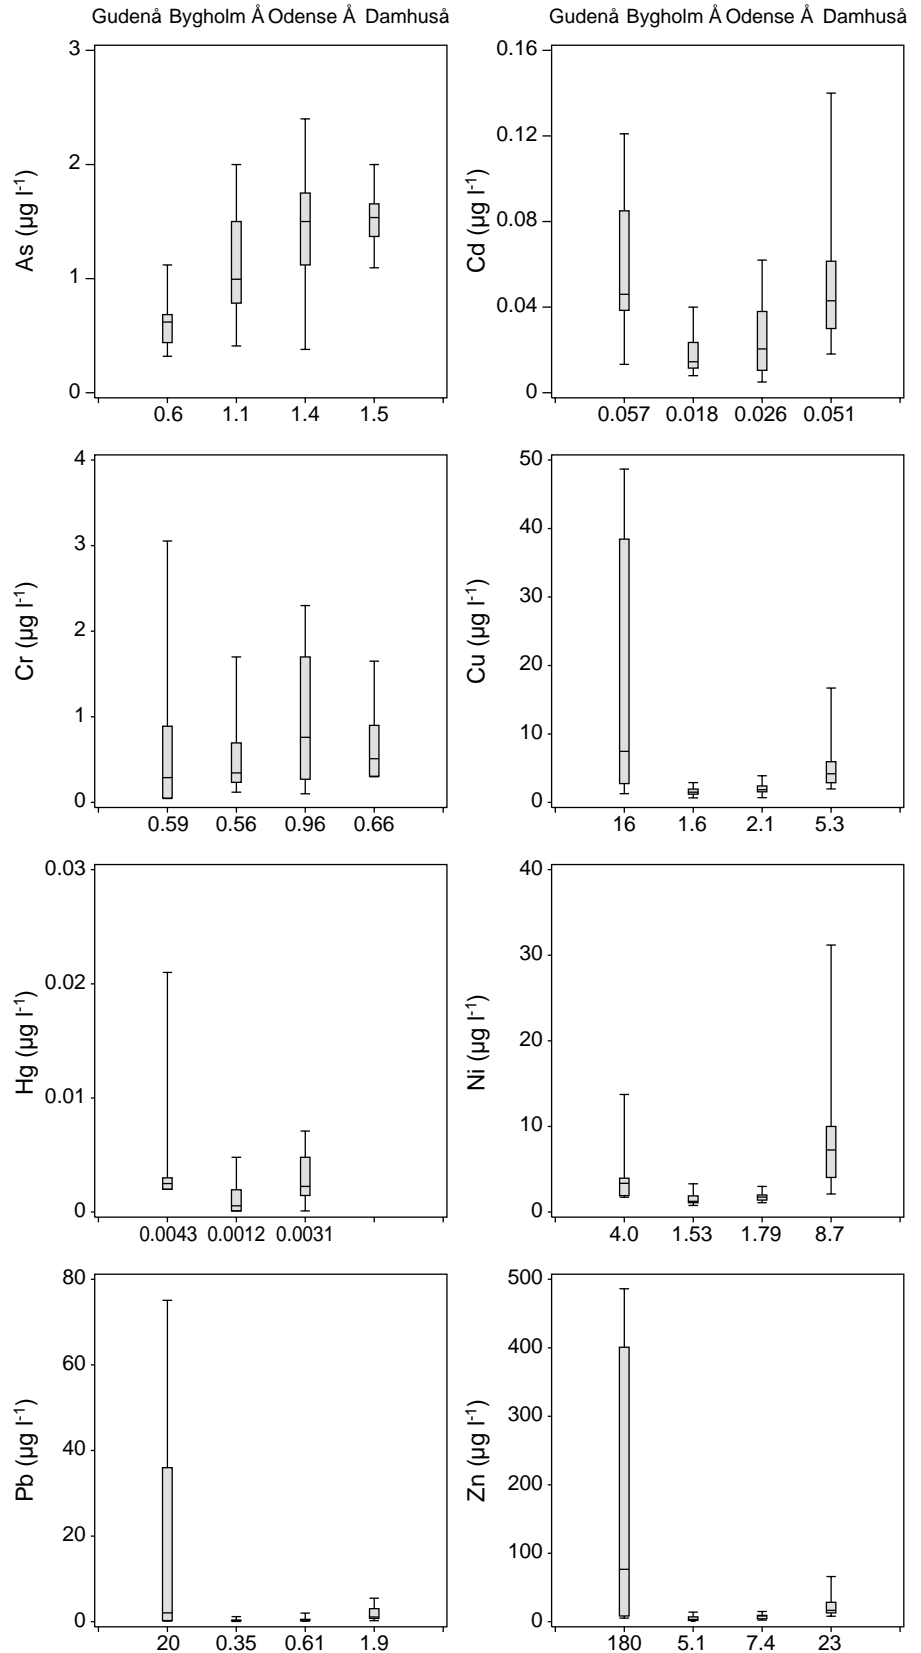 Gudenå Bygholm Å Odense Å Damhuså
Gudenå Bygholm Å Odense Å Damhuså
As (µg l-1)
3
2
1
0
0.6 1.1 1.4 1.5
Cd (µg l-1)
0.16
0.12
0.08
0.04
0
0.057 0.018 0.026 0.051
Cr (µg l-1)
4
3
2
1
0
0.59 0.56 0.96 0.66
Cu (µg l-1)
50
40
30
20
10
0
16 1.6 2.1 5.3
Hg (µg l-1)
0.03
0.02
0.01
0
0.0043 0.0012 0.0031
Ni (µg l-1)
40
30
20
10
0
4.0 1.53 1.79 8.7
Pb (µg l-1)
80
60
40
20
0
20 0.35 0.61 1.9
Zn (µg l-1)
500
400
300
200
100
0
180 5.1 7.4 23